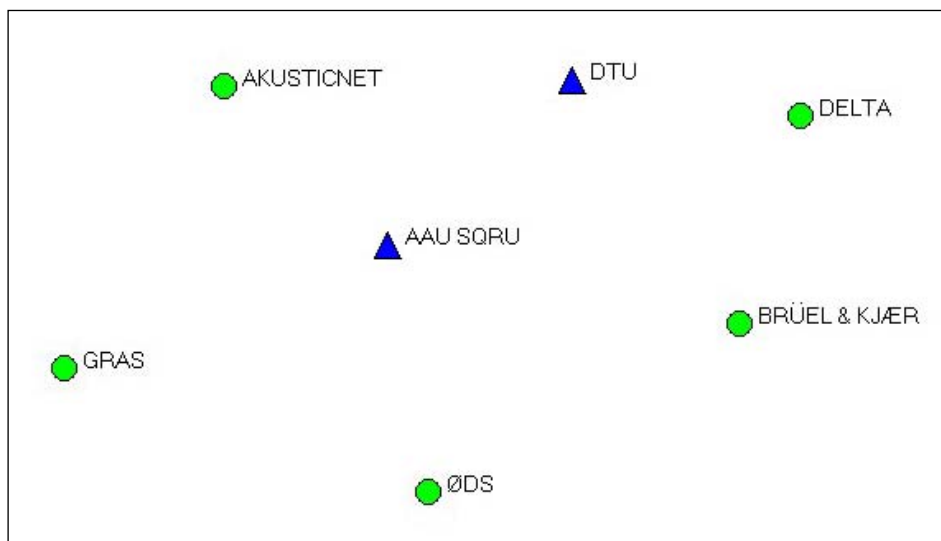 DTU
AKUSTICNET
DELTA
AAU SQRU
BRÜEL & KJÆR
GRAS
ØDS